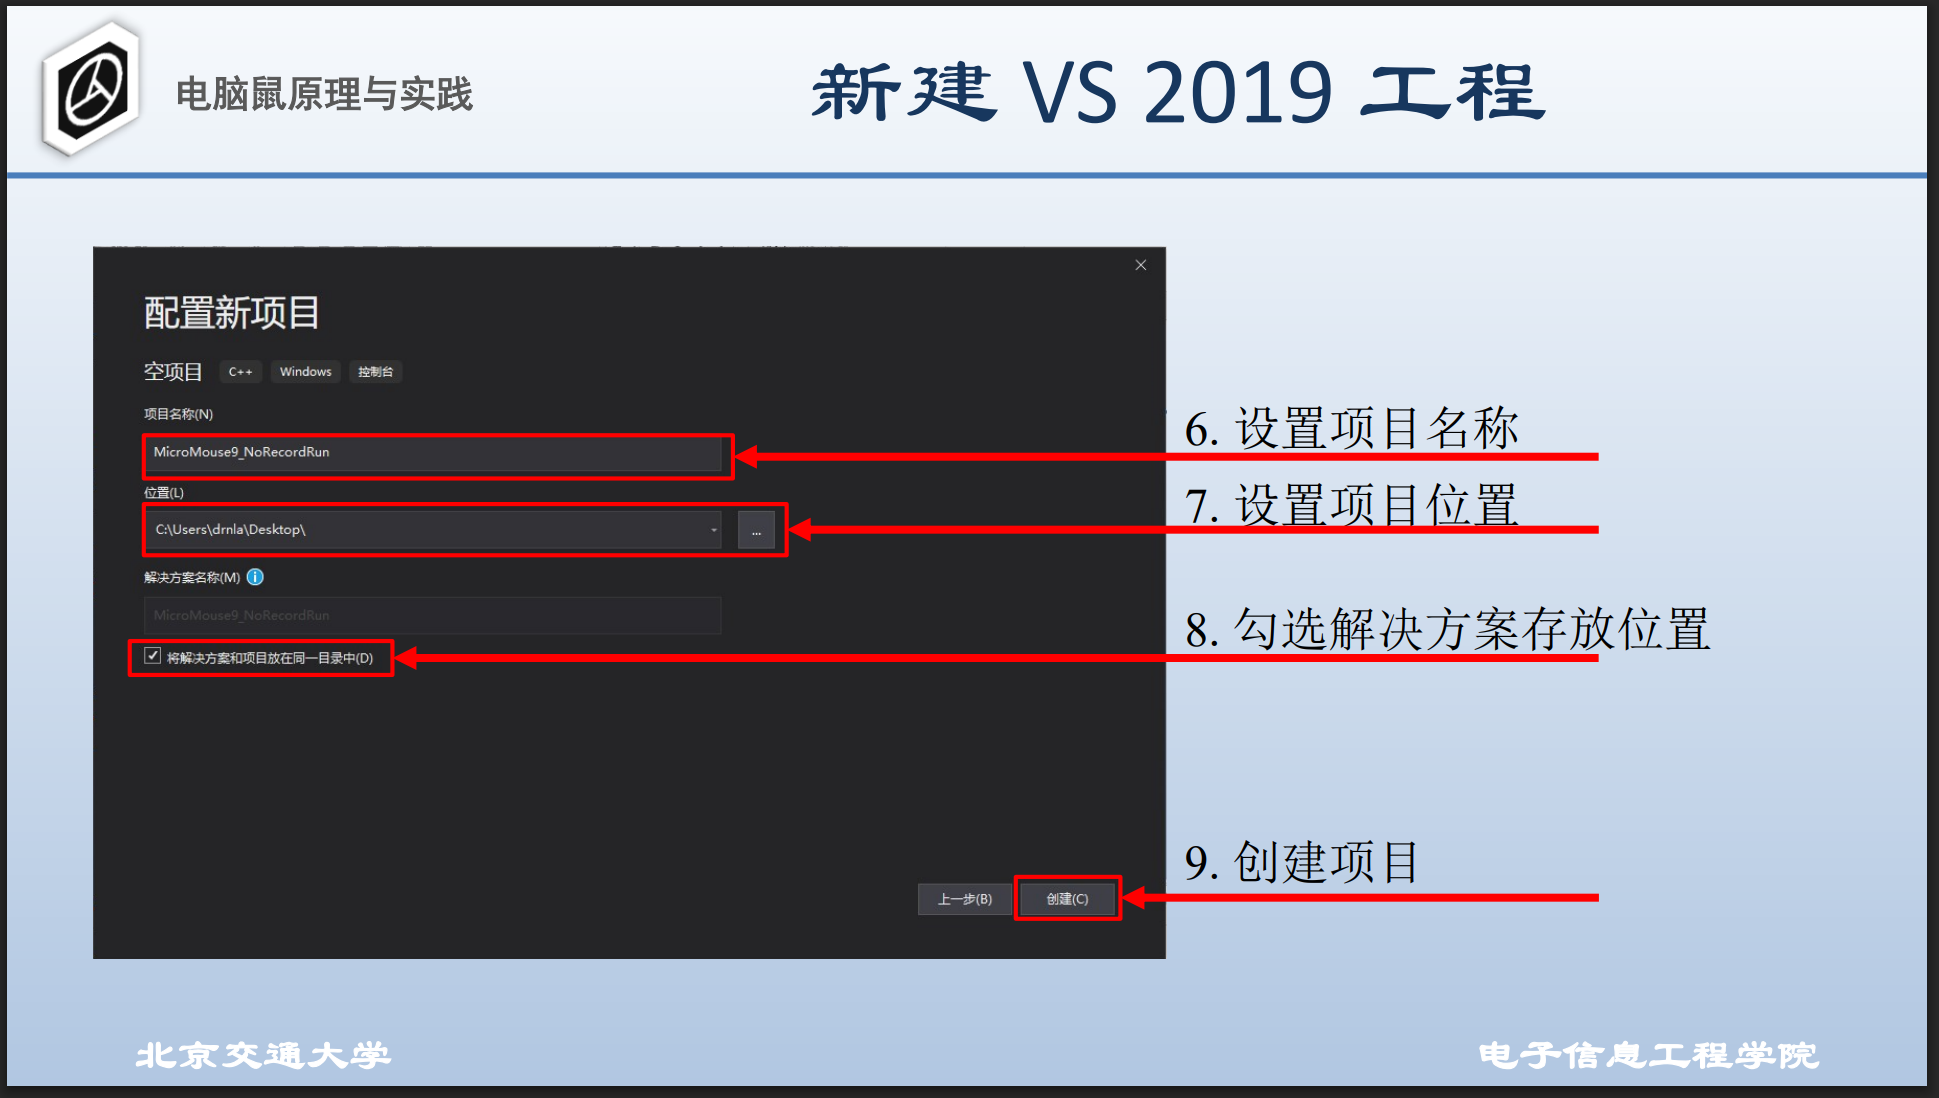 电脑鼠原理与实践
新建 VS 2019 工程
配置新项目
空项目 C++ Windows 控制台
项目名称(N)
MicroMouse9_NoRecordRun
6. 设置项目名称
位置(L)
C:\Users\drnla\Desktop\
...
7. 设置项目位置
解决方案名称(M)
MicroMouse9_NoRecordRun
将解决方案和项目放在同一目录中(D)
8. 勾选解决方案存放位置
上一步(B) 创建(C)
9. 创建项目
北京交通大学
电子信息工程学院